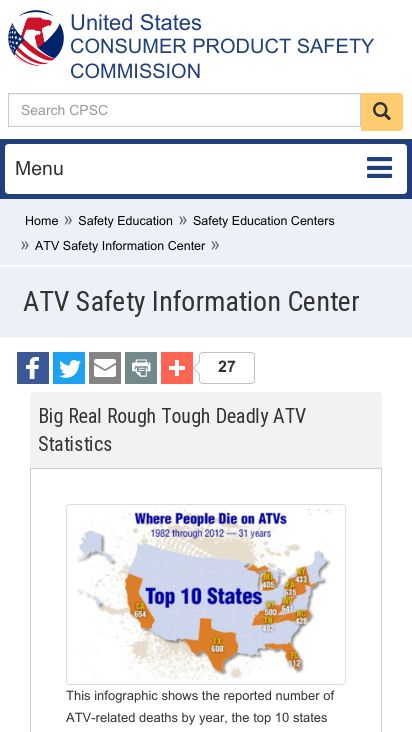 United States
CONSUMER PRODUCT SAFETY
COMMISSION
Search CPSC
Menu
Home » Safety Education » Safety Education Centers
» ATV Safety Information Center »
ATV Safety Information Center
27
Big Real Rough Tough Deadly ATV
Statistics
Where People Die on ATVs
1982 through 2012 — 31 years
Top 10 States
CA
654
TX
698
MI
405
NY
433
PA
635
KY
580
WV
641
TN
492
NC
428
FL
512
This infographic shows the reported number of
ATV-related deaths by year, the top 10 states